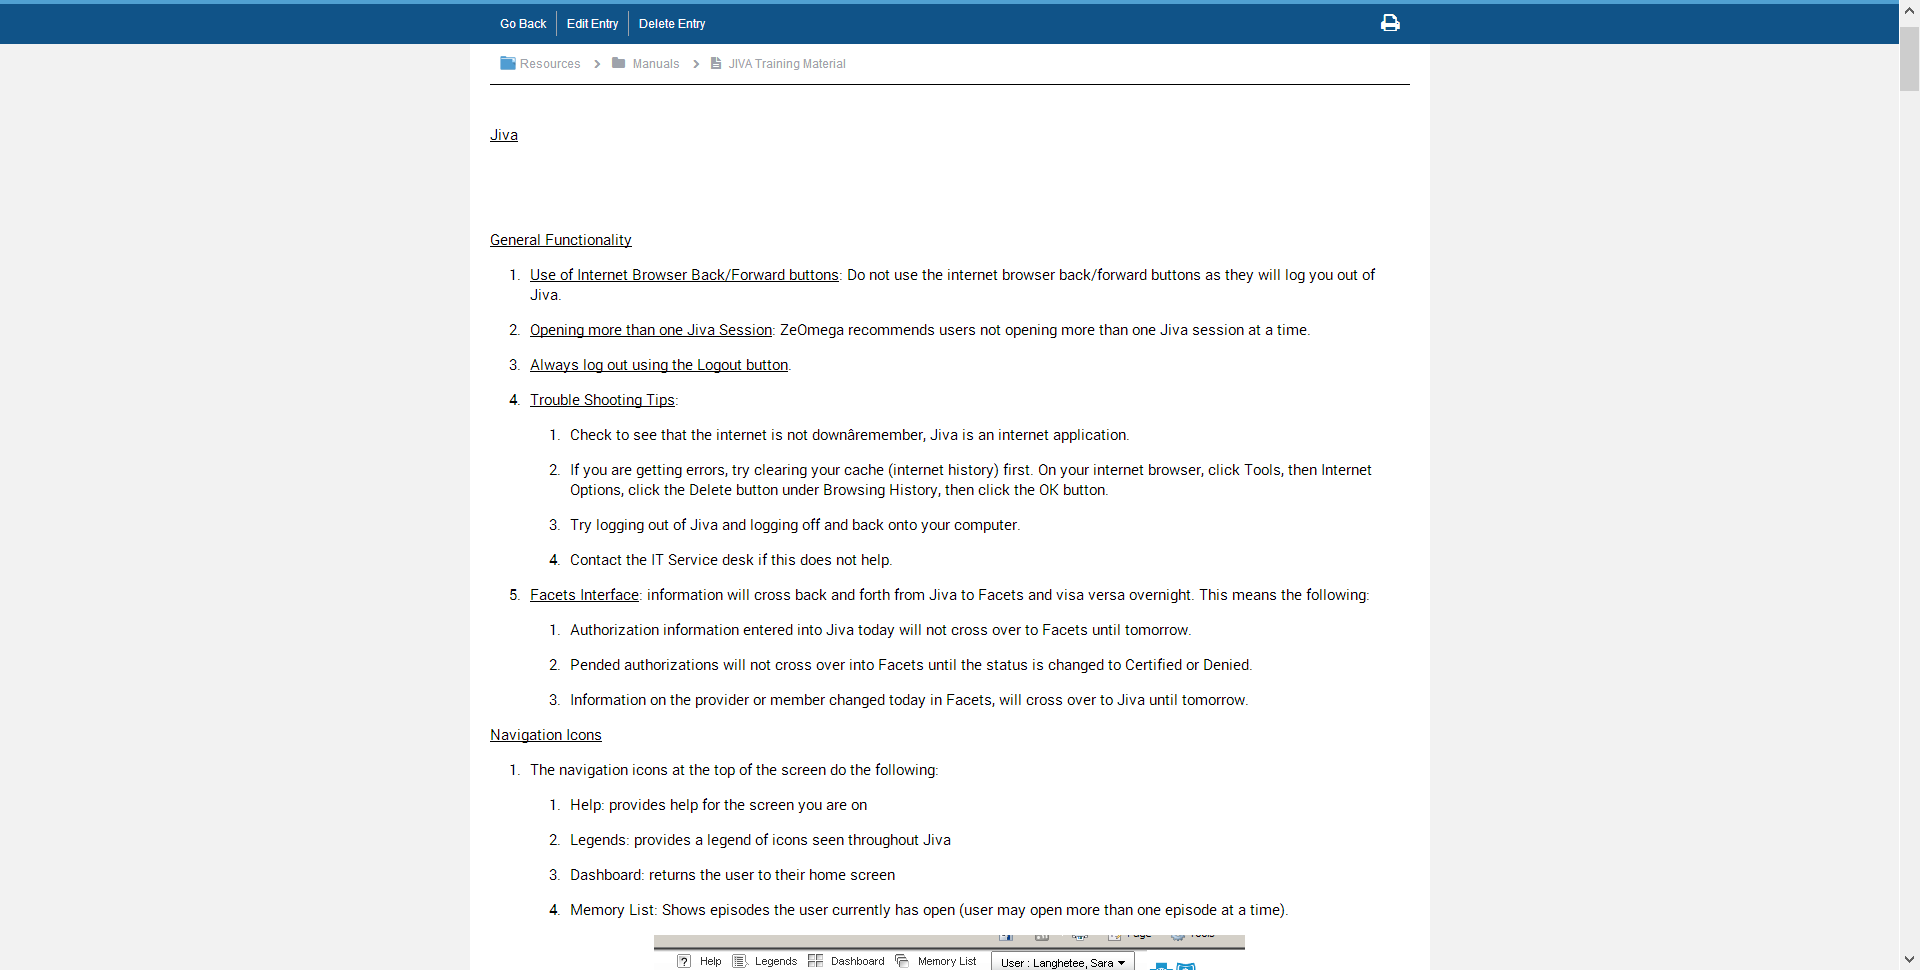 Go Back Edit Entry Delete Entry
Resources Manuals JIVA Training Material
Jiva
General Functionality
1. Use of Internet Browser Back/Forward buttons: Do not use the internet browser back/forward buttons as they will log you out of
Jiva.
2. Opening more than one Jiva Session: ZeOmega recommends users not opening more than one Jiva session at a time.
3. Always log out using the Logout button.
4. Trouble Shooting Tips:
1. Check to see that the internet is not downâremember, Jiva is an internet application.
2. If you are getting errors, try clearing your cache (internet history) first. On your internet browser, click Tools, then Internet
Options, click the Delete button under Browsing History, then click the OK button.
3. Try logging out of Jiva and logging off and back onto your computer.
4. Contact the IT Service desk if this does not help.
5. Facets Interface: information will cross back and forth from Jiva to Facets and visa versa overnight. This means the following:
1. Authorization information entered into Jiva today will not cross over to Facets until tomorrow.
2. Pended authorizations will not cross over into Facets until the status is changed to Certified or Denied.
3. Information on the provider or member changed today in Facets, will cross over to Jiva until tomorrow.
Navigation Icons
1. The navigation icons at the top of the screen do the following:
1. Help: provides help for the screen you are on
2. Legends: provides a legend of icons seen throughout Jiva
3. Dashboard: returns the user to their home screen
4. Memory List: Shows episodes the user currently has open (user may open more than one episode at a time).
? Help Legends Dashboard Memory List User : Langhetee, Sara